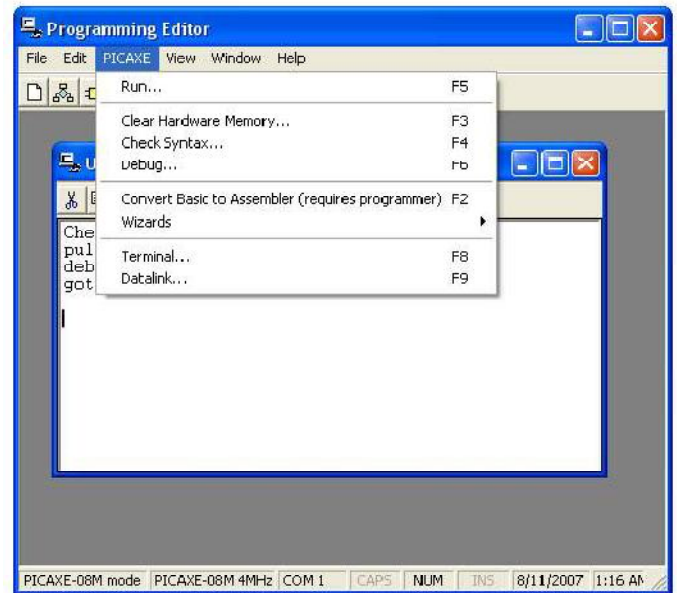 Programming Editor
File Edit PICAXE View Window Help
Run... F5
Clear Hardware Memory... F3
Check Syntax... F4
Debug... F6
Convert Basic to Assembler (requires programmer) F2
Wizards
Terminal... F8
Datalink... F9
U
Che
pul
deb
got
PICAXE-08M mode PICAXE-08M 4MHz COM 1 CAPS NUM INS 8/11/2007 1:16 AM